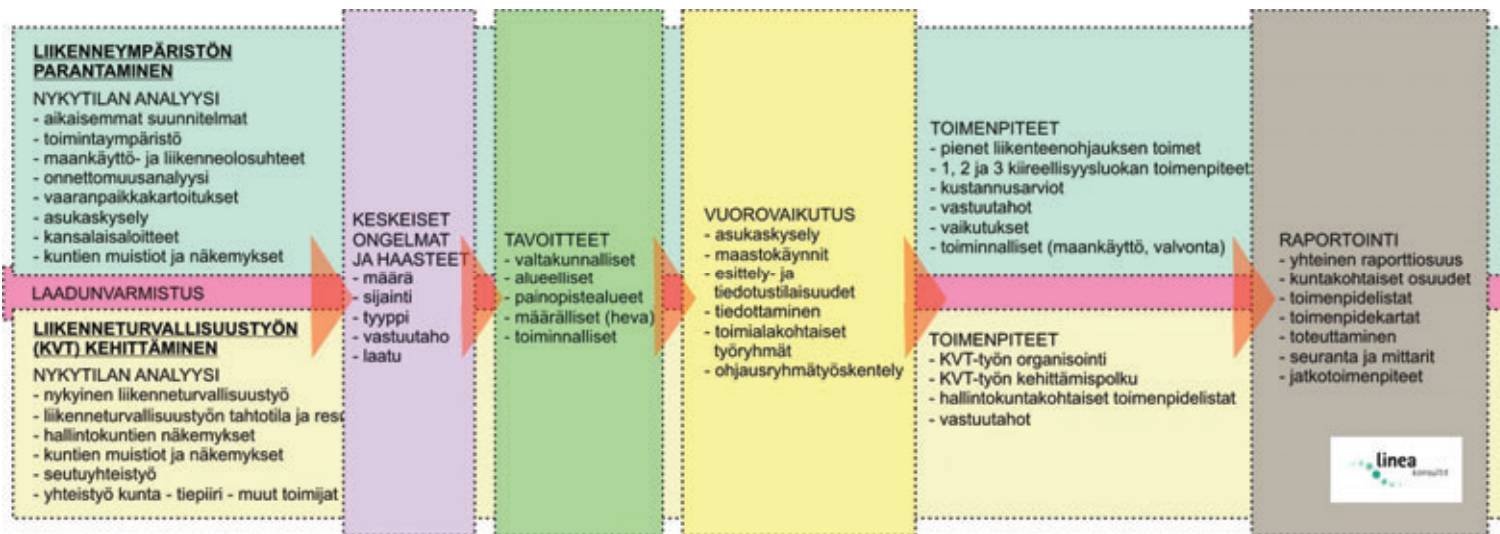 LIIKENNEYMPÄRISTÖN
PARANTAMINEN
NYKYTILAN ANALYYSI
- aikaisemmat suunnitelmat
- toimintaympäristö
- maankäyttö- ja liikenneolosuhteet
- onnettomuusanalyysi
- vaaranpaikkakartoitukset
- asukaskysely
- kansalaisaloitteet
- kuntien muistiot ja näkemykset
LAADUNVARMISTUS
LIIKENNETURVALLISUUSTYÖN
(KVT) KEHITTÄMINEN
NYKYTILAN ANALYYSI
- nykyinen liikenneturvallisuustyö
- liikenneturvallisuustyön tahtotila ja
- hallintokuntien näkemykset
- kuntien muistiot ja näkemykset
- seutuyhteistyö
- yhteistyö kunta - tiepiiri - muut toimijat
KESKEISET
ONGELMAT
JA HAASTEET
- määrä
- sijainti
- tyyppi
- vastuutaho
- laatu
TAVOITTEET
- valtakunnalliset
- alueelliset
- painopistealueet
- määrälliset (heva)
- toiminnalliset
VUOROVAIKUTUS
- asukaskysely
- maastokäynnit
- esittely- ja
tiedotustilaisuudet
- tiedottaminen
- toimialakohtaiset
työryhmät
- ohjausryhmätyöskentely
TOIMENPITEET
- pienet liikenteenohjauksen toimet
- 1, 2 ja 3 kiireellisyysluokan toimenpiteet
- kustannusarviot
- vastuutahot
- vaikutukset
- toiminnalliset (maankäyttö, valvonta)
TOIMENPITEET
- KVT-työn organisointi
- KVT-työn kehittämispolku
- hallintokuntakohtaiset toimenpidelistat
- vastuutahot
RAPORTOINTI
- yhteinen raporttiosuus
- kuntakohtaiset osuudet
- toimenpidelistat
- toimenpidekartat
- toteuttaminen
- seuranta ja mittarit
- jatkotoimenpiteet
linea
konsultit